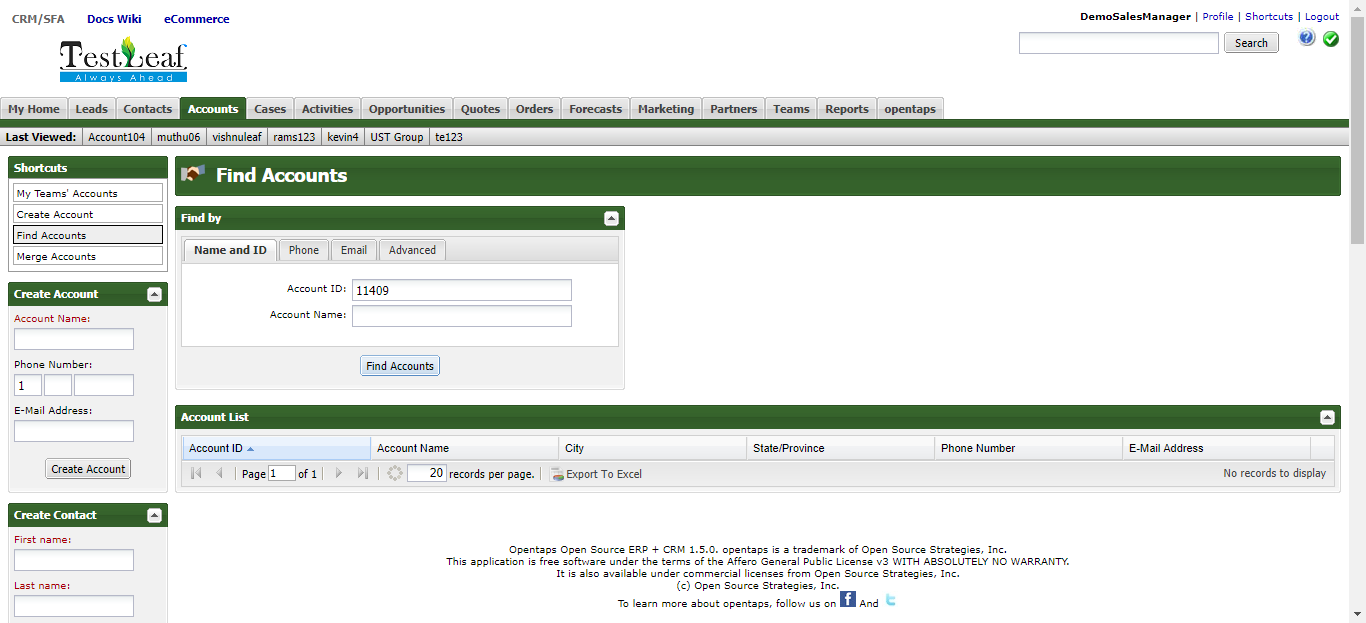 CRM/SFA Docs Wiki eCommerce
DemoSalesManager | Profile | Shortcuts | Logout
Search
TestLeaf
Always Ahead
My Home Leads Contacts Accounts Cases Activities Opportunities Quotes Orders Forecasts Marketing Partners Teams Reports opentaps
Last Viewed: Account104 muthu06 vishnuleaf rams123 kevin4 UST Group te123
Shortcuts
My Teams' Accounts
Create Account
Find Accounts
Merge Accounts
Create Account
Account Name:
Phone Number:
1
E-Mail Address:
Create Account
Create Contact
First name:
Last name:
Find Accounts
Find by
Name and ID Phone Email Advanced
Account ID: 11409
Account Name:
Find Accounts
Account List
Account ID Account Name City State/Province Phone Number E-Mail Address
Page 1 of 1 20 records per page. Export To Excel No records to display
Opentaps Open Source ERP + CRM 1.5.0. opentaps is a trademark of Open Source Strategies, Inc.
This application is free software under the terms of the Affero General Public License v3 WITH ABSOLUTELY NO WARRANTY.
It is also available under commercial licenses from Open Source Strategies, Inc.
(c) Open Source Strategies, Inc.
To learn more about opentaps, follow us on f And t